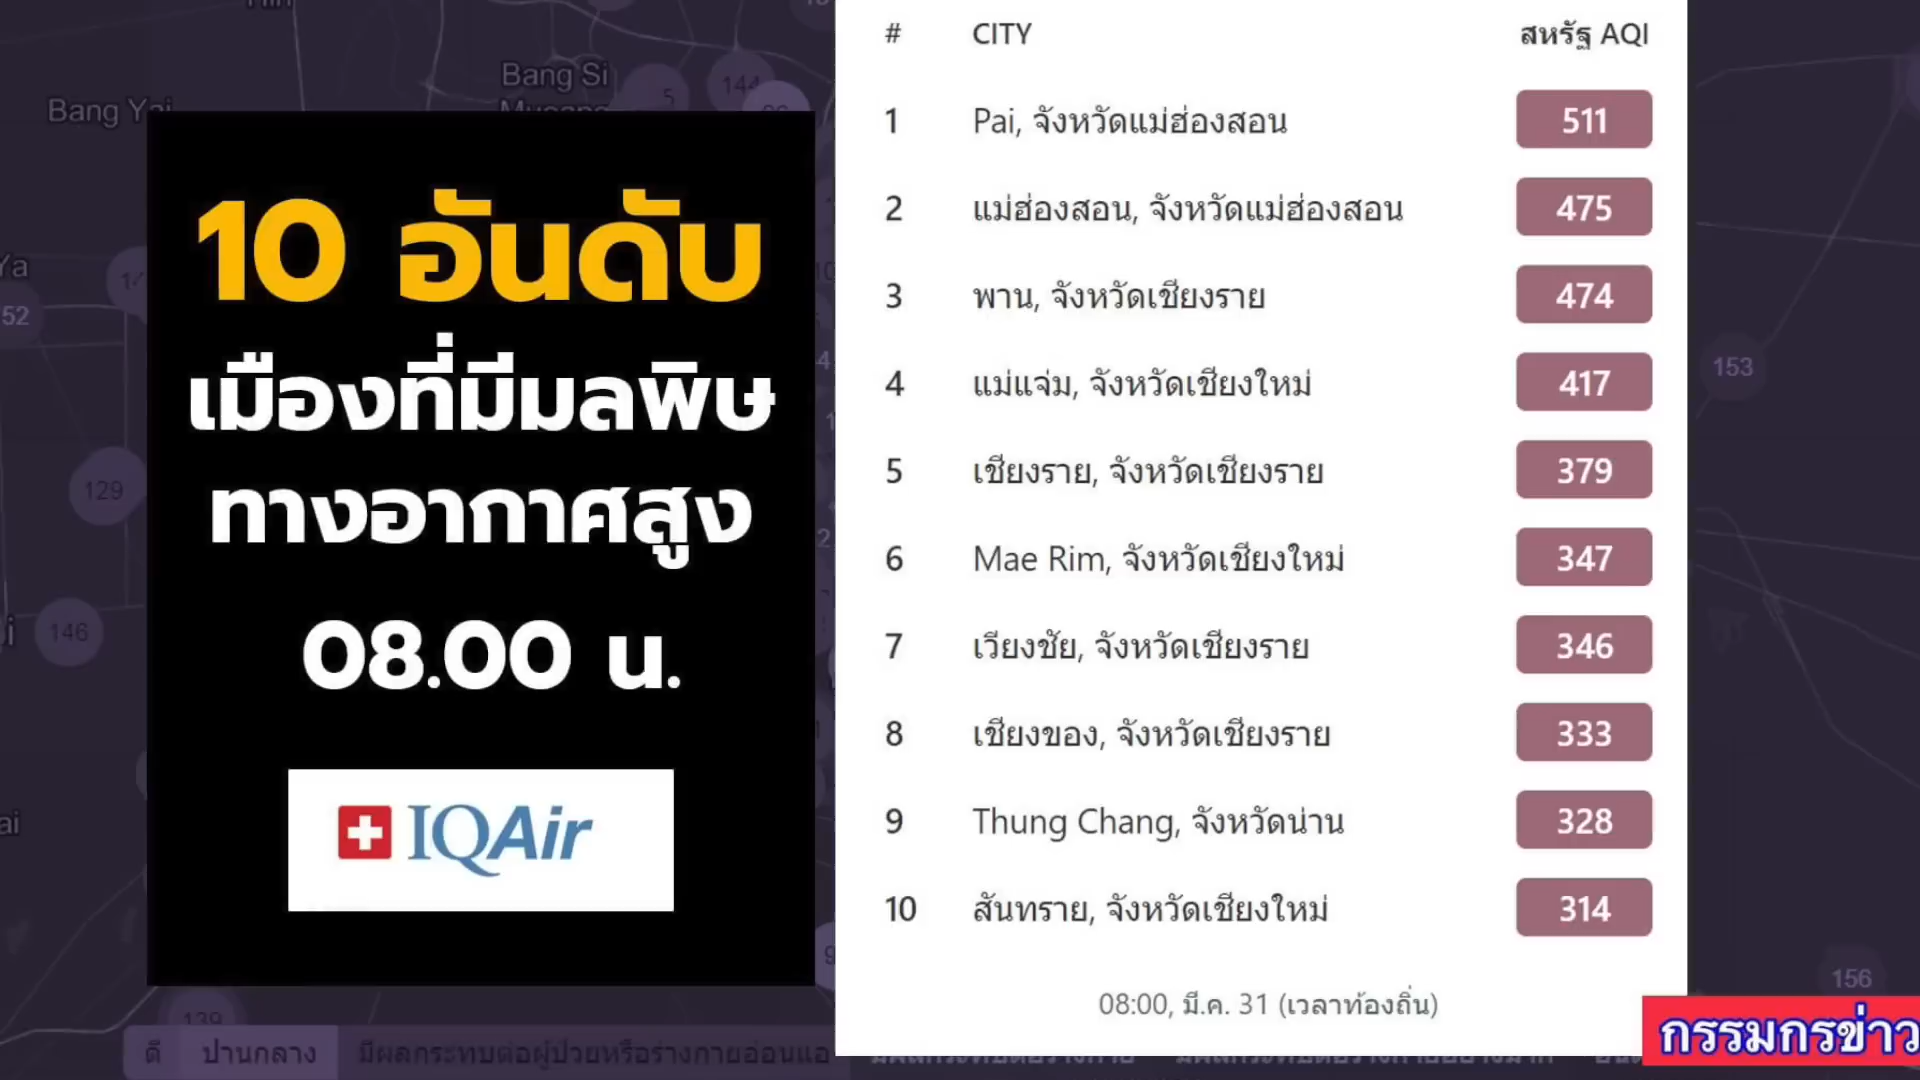 Bang Si
Bang Yai
10 อันดับ
เมืองที่มีมลพิษ
ทางอากาศสูง
08.00 น.
IQAir
# CITY สหรัฐ AQI
1 Pai, จังหวัดแม่ฮ่องสอน 511
2 แม่ฮ่องสอน, จังหวัดแม่ฮ่องสอน 475
3 พาน, จังหวัดเชียงราย 474
4 แม่แจ่ม, จังหวัดเชียงใหม่ 417
5 เชียงราย, จังหวัดเชียงราย 379
6 Mae Rim, จังหวัดเชียงใหม่ 347
7 เวียงชัย, จังหวัดเชียงราย 346
8 เชียงของ, จังหวัดเชียงราย 333
9 Thung Chang, จังหวัดน่าน 328
10 สันทราย, จังหวัดเชียงใหม่ 314
08:00, มี.ค. 31 (เวลาท้องถิ่น)
144
52
129
146
139
153
156
ดี ปานกลาง
กรรมกรข่าว